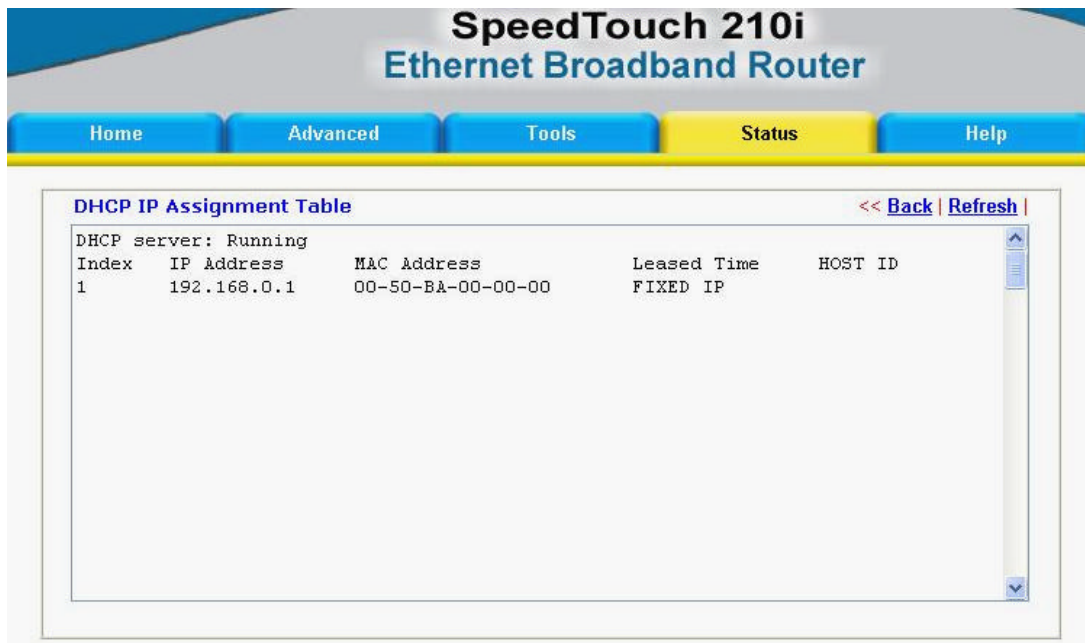 SpeedTouch 210i
Ethernet Broadband Router
Home Advanced Tools Status Help
DHCP IP Assignment Table << Back | Refresh |
DHCP server: Running
Index IP Address MAC Address Leased Time HOST ID
1 192.168.0.1 00-50-BA-00-00-00 FIXED IP